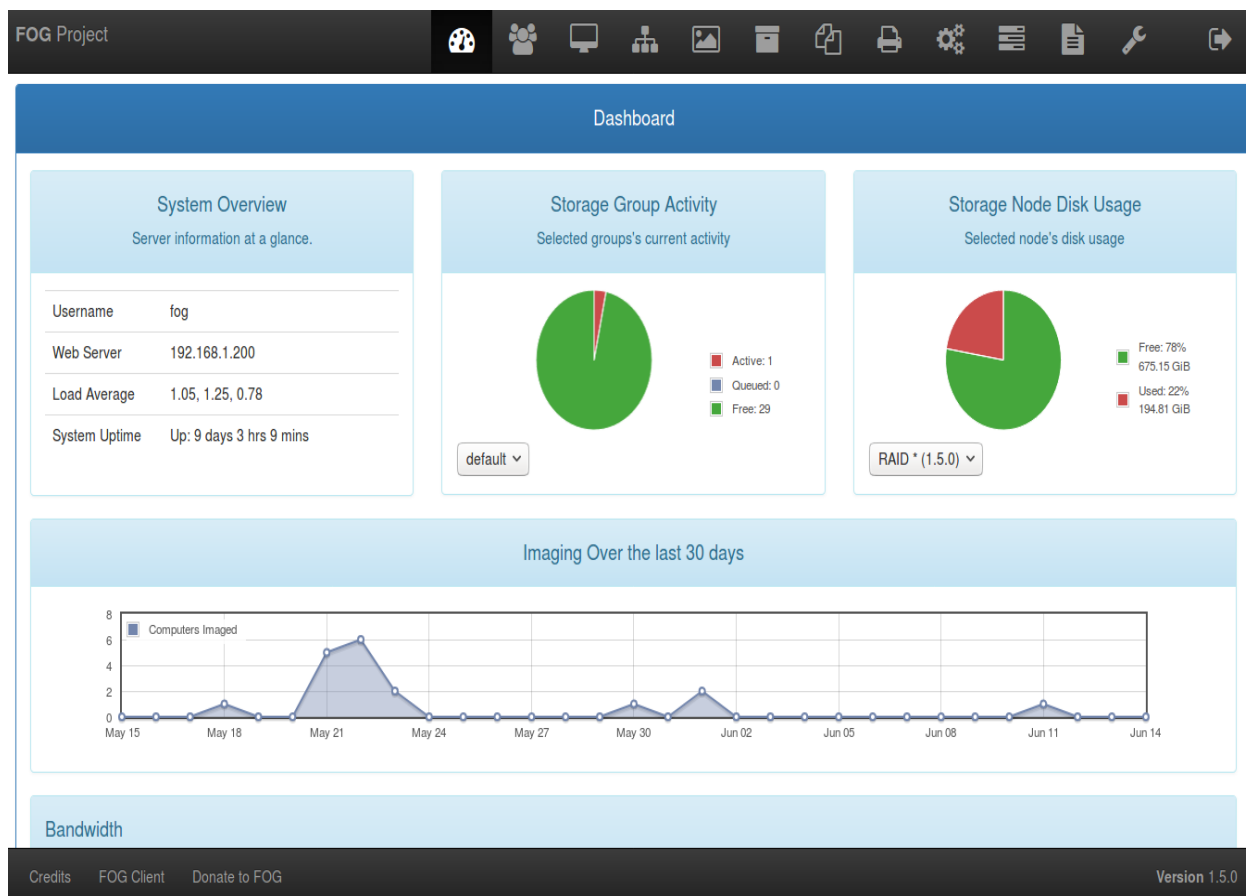 FOG Project
Dashboard
System Overview
Server information at a glance.
Username fog
Web Server 192.168.1.200
Load Average 1.05, 1.25, 0.78
System Uptime Up: 9 days 3 hrs 9 mins
Storage Group Activity
Selected groups's current activity
Active: 1
Queued: 0
Free: 29
default
Storage Node Disk Usage
Selected node's disk usage
Free: 78%
675.15 GiB
Used: 22%
194.81 GiB
RAID * (1.5.0)
Imaging Over the last 30 days
8
6
4
2
0
Computers Imaged
May 15 May 18 May 21 May 24 May 27 May 30 Jun 02 Jun 05 Jun 08 Jun 11 Jun 14
Bandwidth
Credits FOG Client Donate to FOG Version 1.5.0